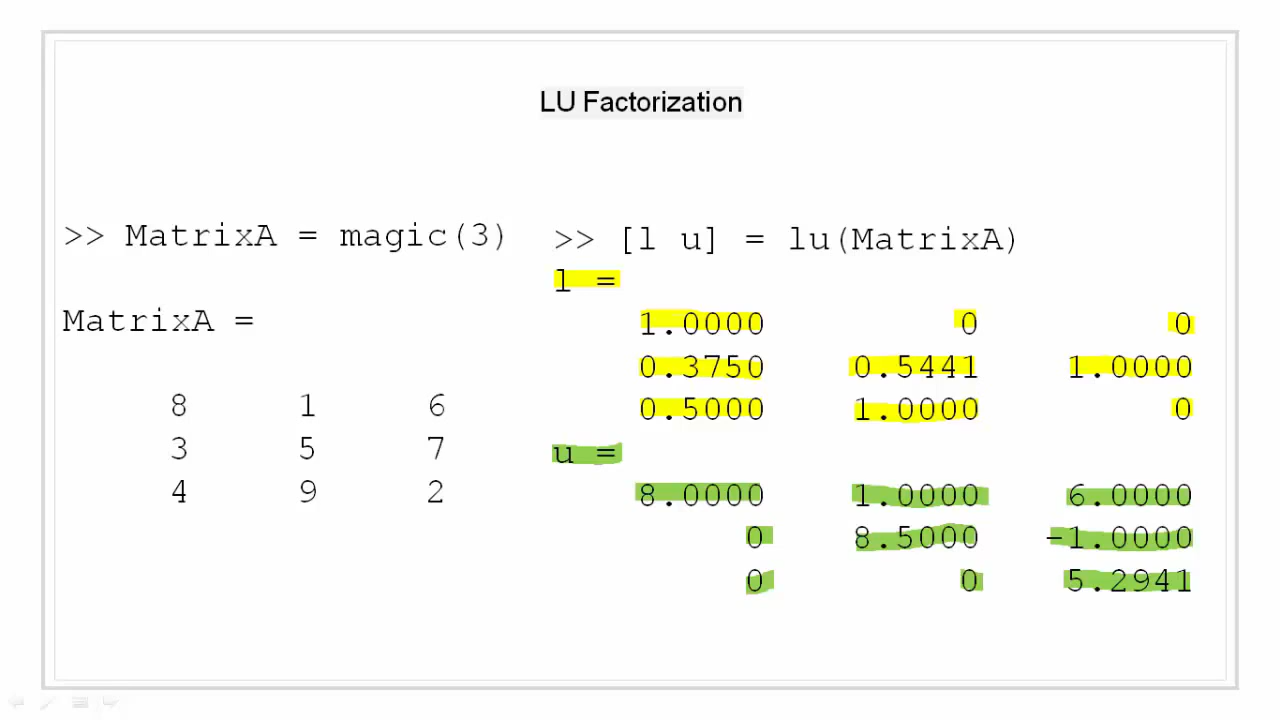 LU Factorization
>> MatrixA = magic(3)
MatrixA =
8 1 6
3 5 7
4 9 2
>> [l u] = lu(MatrixA)
l =
1.0000 0 0
0.3750 0.5441 1.0000
0.5000 1.0000 0
u =
8.0000 1.0000 6.0000
0 8.5000 -1.0000
0 0 5.2941